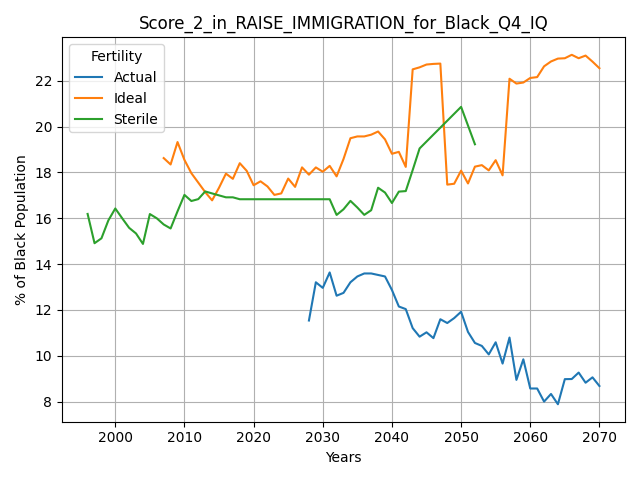 Score_2_in_RAISE_IMMIGRATION_for_Black_Q4_IQ
Fertility
Actual
Ideal
Sterile
% of Black Population
22
20
18
16
14
12
10
8
2000 2010 2020 2030 2040 2050 2060 2070
Years